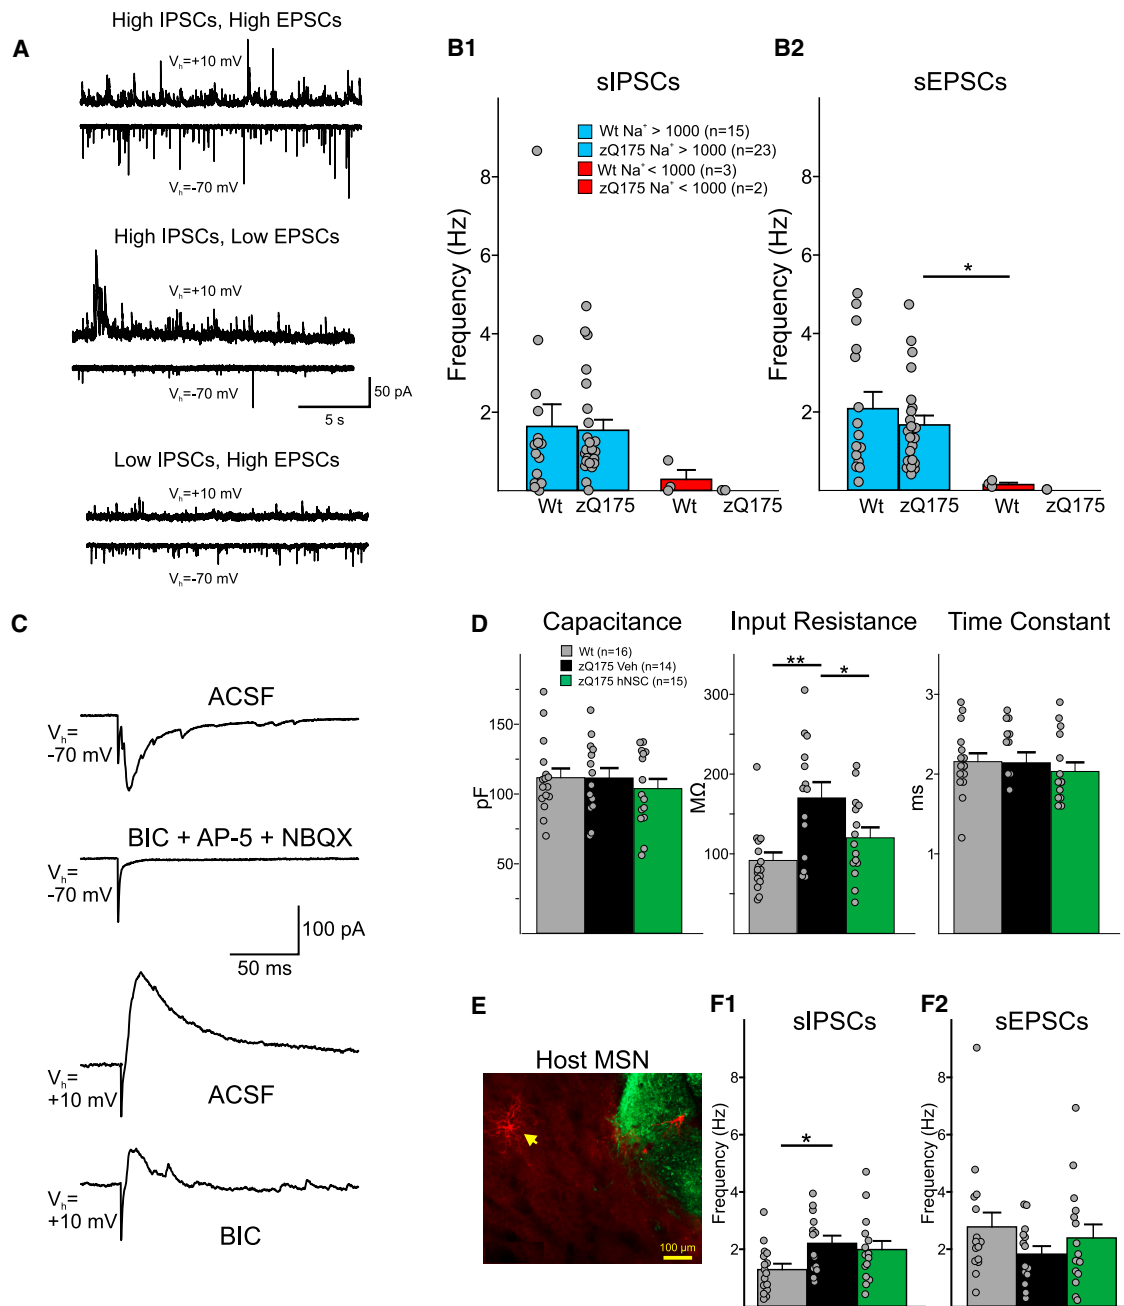 A
High IPSCs, High EPSCs
Vh=+10 mV
Vh=-70 mV
High IPSCs, Low EPSCs
Vh=+10 mV
Vh=-70 mV
50 pA
5 s
Low IPSCs, High EPSCs
Vh=+10 mV
Vh=-70 mV
B1
sIPSCs
Wt Na+ > 1000 (n=15)
zQ175 Na+ > 1000 (n=23)
Wt Na+ < 1000 (n=3)
zQ175 Na+ < 1000 (n=2)
Frequency (Hz)
8
6
4
2
Wt
zQ175
Wt
zQ175
B2
sEPSCs
Frequency (Hz)
8
6
4
2
*
Wt
zQ175
Wt
zQ175
C
ACSF
Vh=
-70 mV
BIC + AP-5 + NBQX
Vh=
-70 mV
100 pA
50 ms
Vh=
+10 mV
ACSF
Vh=
+10 mV
BIC
D
Capacitance
Wt (n=16)
zQ175 Veh (n=14)
zQ175 hNSC (n=15)
pF
150
100
50
Input Resistance
MΩ
300
200
100
**
*
Time Constant
ms
3
2
1
E
Host MSN
100 µm
F1
sIPSCs
Frequency (Hz)
8
6
4
2
*
F2
sEPSCs
Frequency (Hz)
8
6
4
2